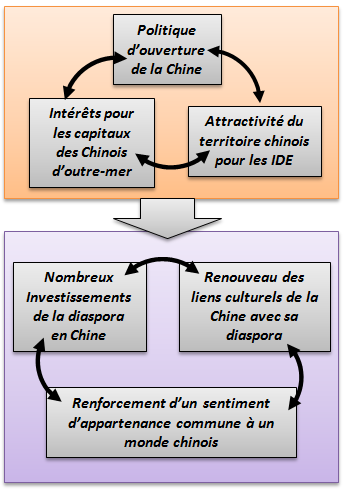 Politique
d'ouverture
de la Chine
Intérêts pour
les capitaux
des Chinois
d'outre-mer
Attractivité du
territoire chinois
pour les IDE
Nombreux
Investissements
de la diaspora
en Chine
Renouveau des
liens culturels de la
Chine avec sa
diaspora
Renforcement d'un sentiment
d'appartenance commune à un
monde chinois